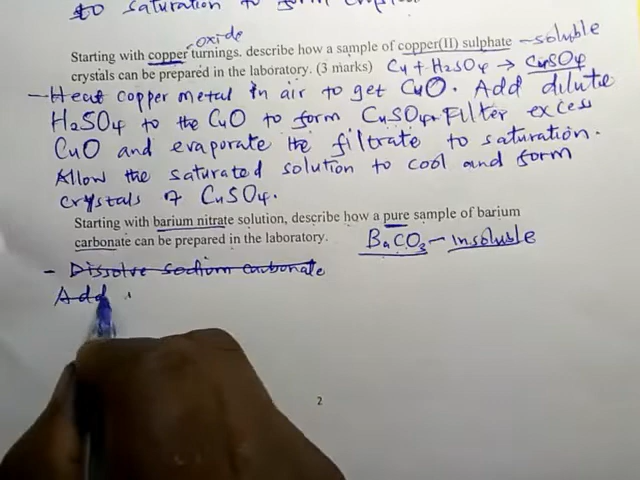 to saturation to form crystal
oxide
Starting with copper turnings, describe how a sample of copper(II) sulphate - soluble
crystals can be prepared in the laboratory. (3 marks) Cu + H2SO4 → CuSO4
- Heat copper metal in air to get CuO. Add dilute
H2SO4 to the CuO to form CuSO4. Filter excess
CuO and evaporate the filtrate to saturation.
Allow the saturated solution to cool and form
crystals of CuSO4.
Starting with barium nitrate solution, describe how a pure sample of barium
carbonate can be prepared in the laboratory. BaCO3 - insoluble
- Dissolve sodium carbonate
Add
2